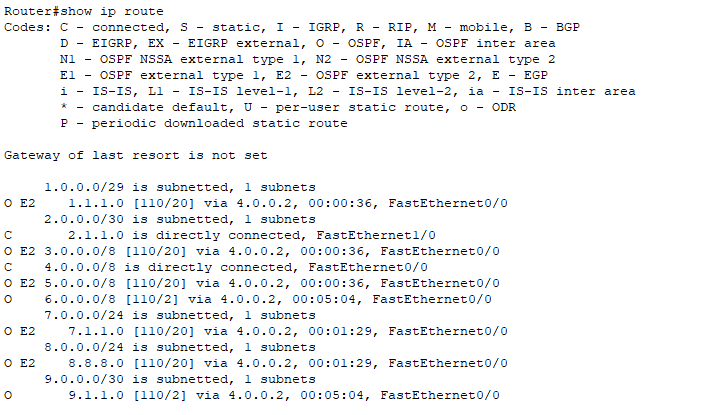 Router#show ip route
Codes: C - connected, S - static, I - IGRP, R - RIP, M - mobile, B - BGP
       D - EIGRP, EX - EIGRP external, O - OSPF, IA - OSPF inter area
       N1 - OSPF NSSA external type 1, N2 - OSPF NSSA external type 2
       E1 - OSPF external type 1, E2 - OSPF external type 2, E - EGP
       i - IS-IS, L1 - IS-IS level-1, L2 - IS-IS level-2, ia - IS-IS inter area
       * - candidate default, U - per-user static route, o - ODR
       P - periodic downloaded static route

Gateway of last resort is not set

     1.0.0.0/29 is subnetted, 1 subnets
O E2    1.1.1.0 [110/20] via 4.0.0.2, 00:00:36, FastEthernet0/0
     2.0.0.0/30 is subnetted, 1 subnets
C       2.1.1.0 is directly connected, FastEthernet1/0
O E2 3.0.0.0/8 [110/20] via 4.0.0.2, 00:00:36, FastEthernet0/0
C    4.0.0.0/8 is directly connected, FastEthernet0/0
O E2 5.0.0.0/8 [110/20] via 4.0.0.2, 00:00:36, FastEthernet0/0
O    6.0.0.0/8 [110/2] via 4.0.0.2, 00:05:04, FastEthernet0/0
     7.0.0.0/24 is subnetted, 1 subnets
O E2    7.1.1.0 [110/20] via 4.0.0.2, 00:01:29, FastEthernet0/0
     8.0.0.0/24 is subnetted, 1 subnets
O E2    8.8.8.0 [110/20] via 4.0.0.2, 00:01:29, FastEthernet0/0
     9.0.0.0/30 is subnetted, 1 subnets
O       9.1.1.0 [110/2] via 4.0.0.2, 00:05:04, FastEthernet0/0